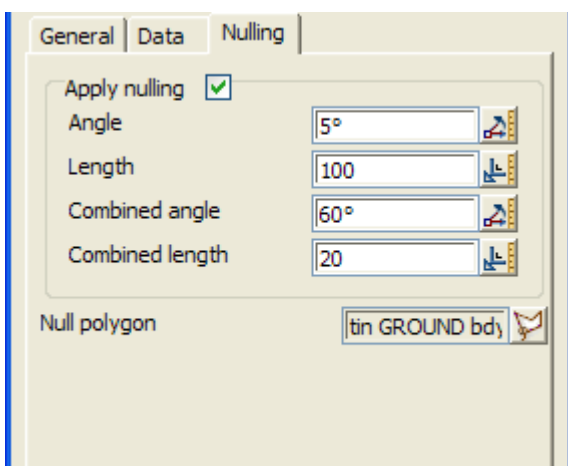 General Data Nulling
Apply nulling
Angle 5°
Length 100
Combined angle 60°
Combined length 20
Null polygon tin GROUND bdy